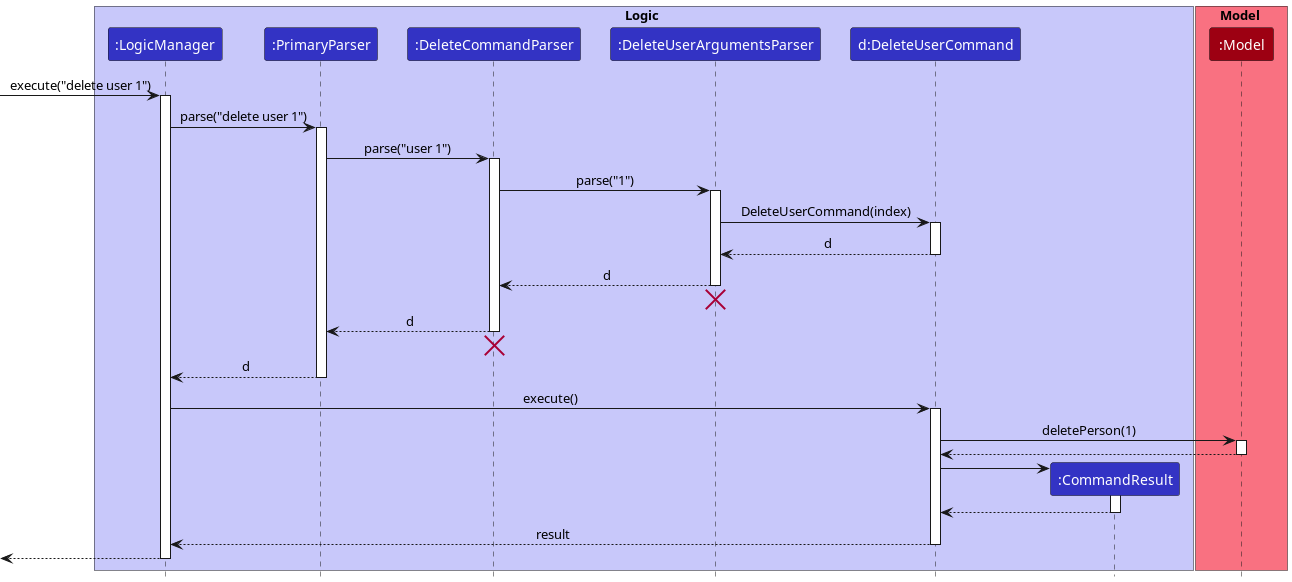 Logic
Model
:LogicManager
:PrimaryParser
:DeleteCommandParser
:DeleteUserArgumentsParser
d:DeleteUserCommand
:Model
execute("delete user 1")
parse("delete user 1")
parse("user 1")
parse("1")
DeleteUserCommand(index)
d
d
d
d
execute()
deletePerson(1)
:CommandResult
result